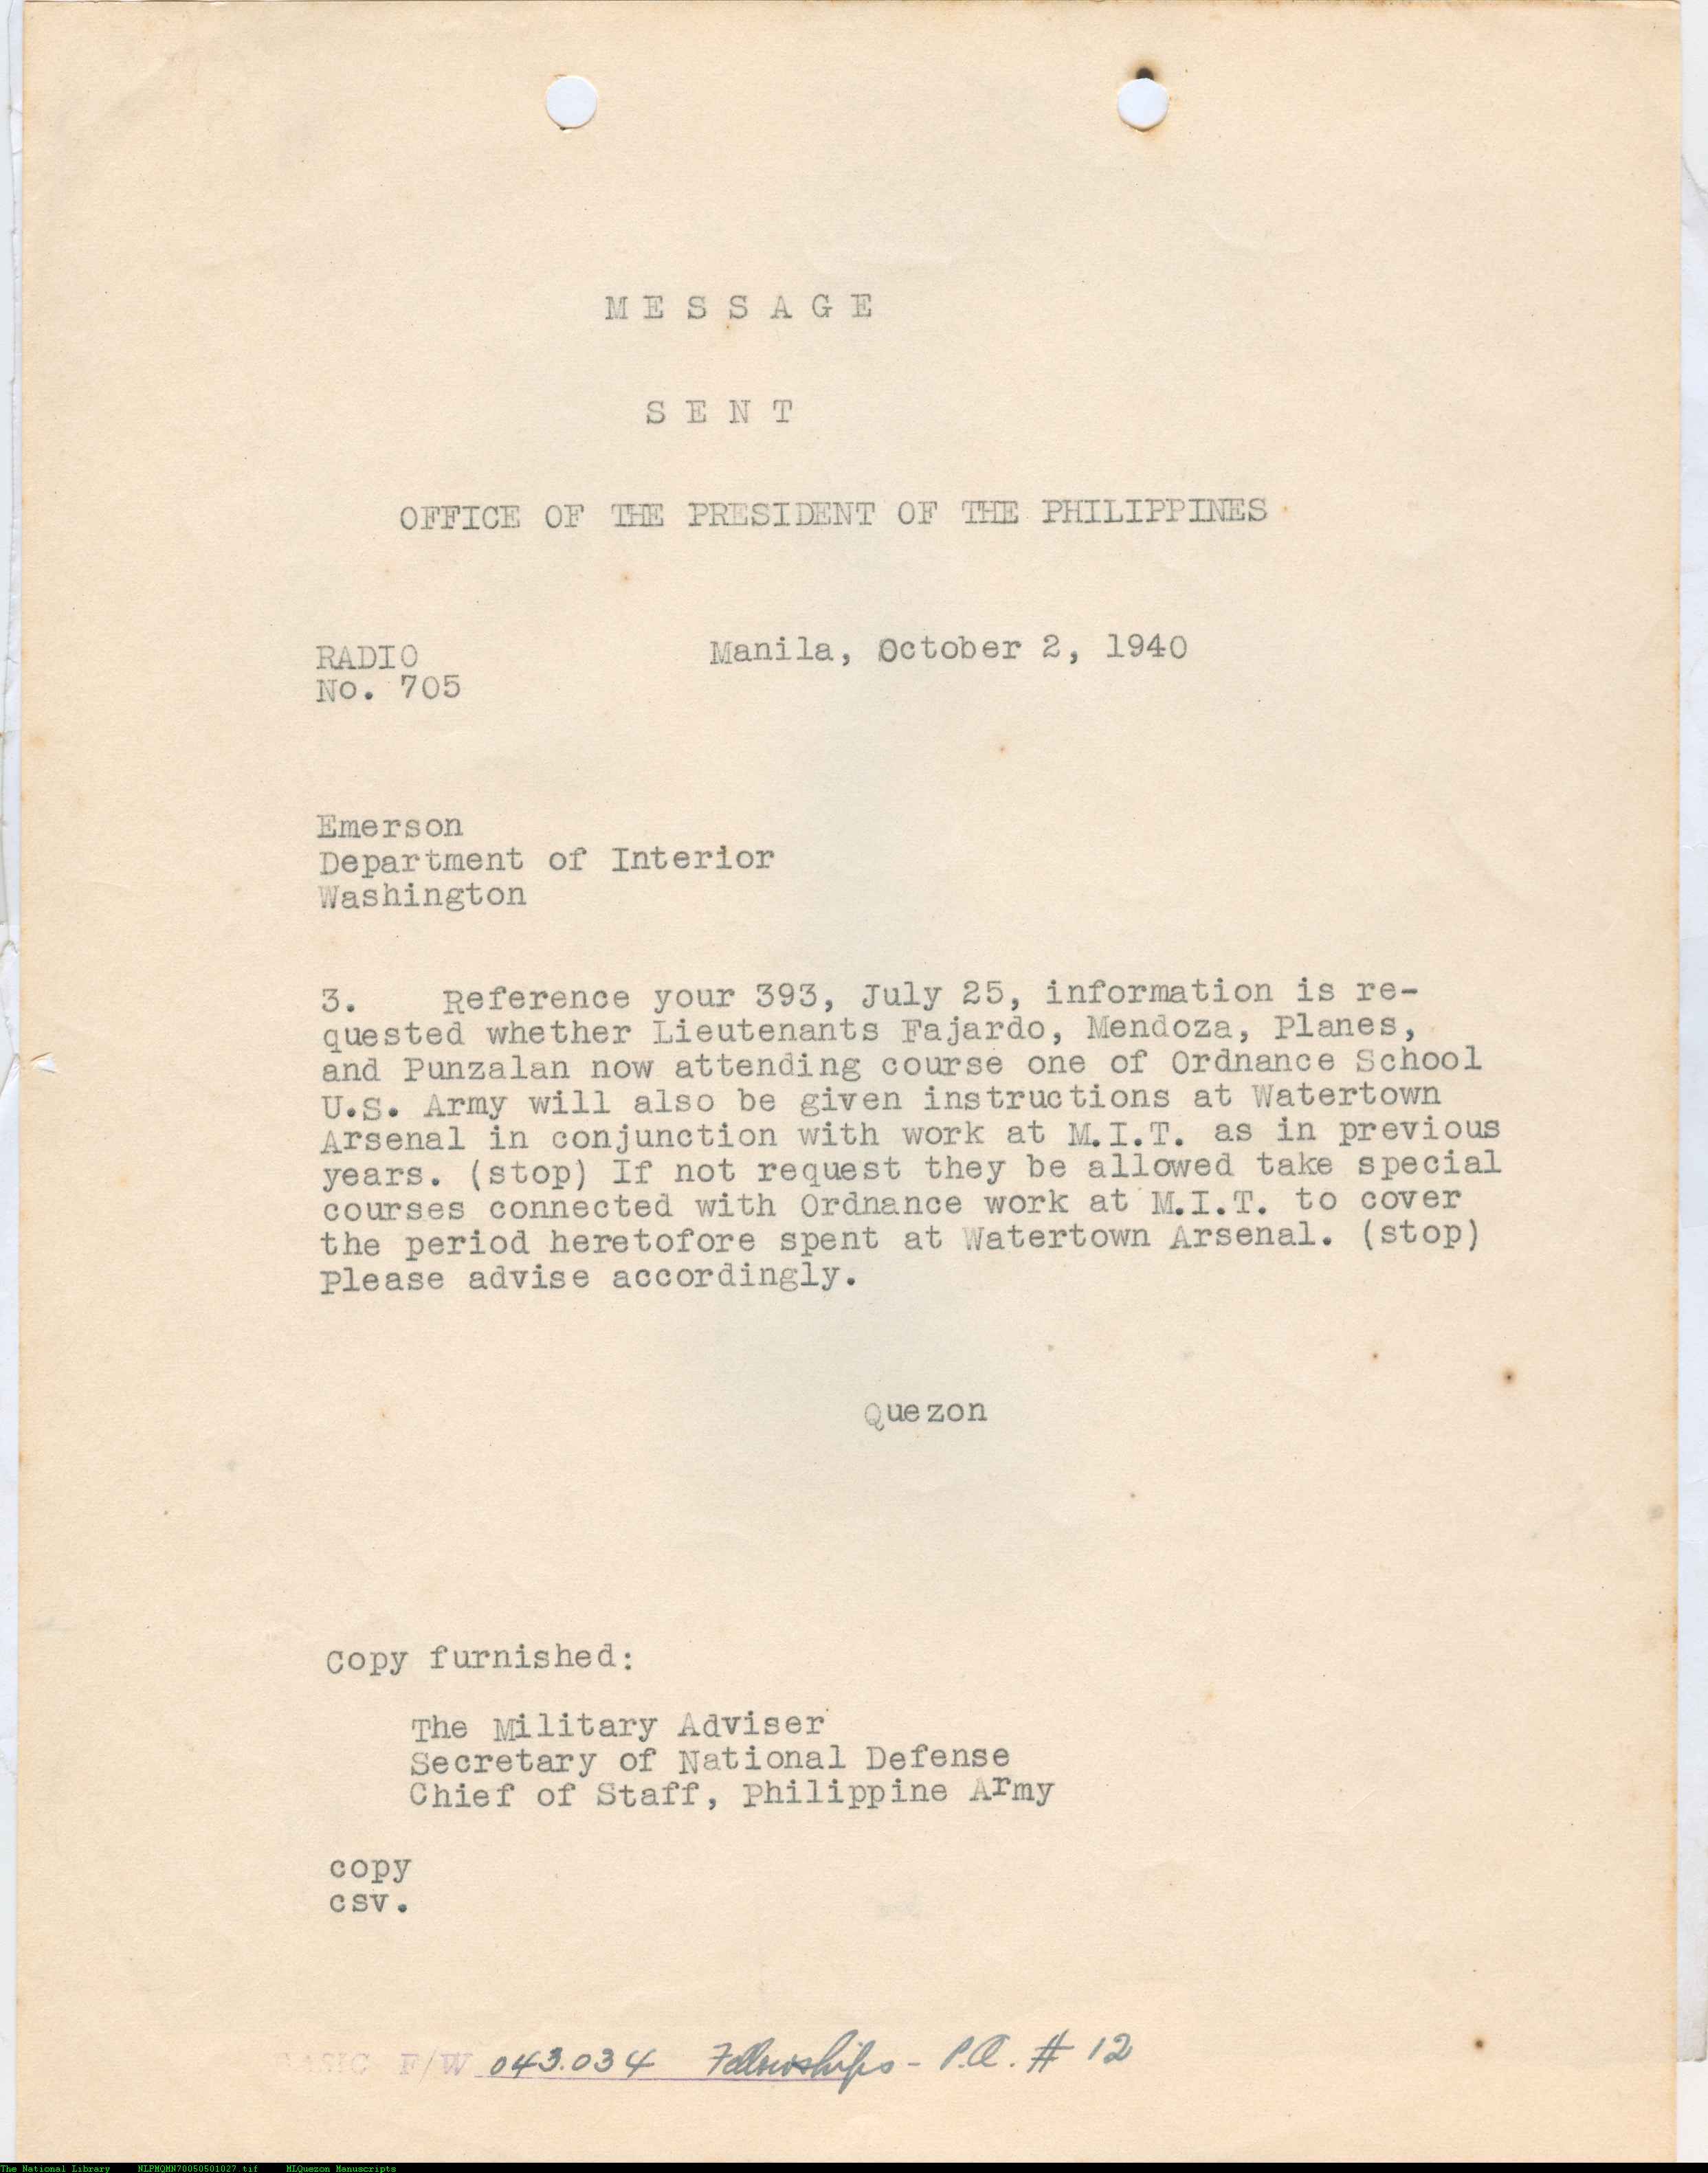 M E S S A G E
S E N T
OFFICE OF THE PRESIDENT OF THE PHILIPPINES
RADIO Manila, October 2, 1940
No. 705
Emerson
Department of Interior
Washington
3. Reference your 393, July 25, information is re-
quested whether Lieutenants Fajardo, Mendoza, Planes,
and Punzalan now attending course one of Ordnance School
U.S. Army will also be given instructions at Watertown
Arsenal in conjunction with work at M.I.T. as in previous
years. (stop) If not request they be allowed take special
courses connected with Ordnance work at M.I.T. to cover
the period heretofore spent at Watertown Arsenal. (stop)
Please advise accordingly.
Quezon
Copy furnished:
The Military Adviser
Secretary of National Defense
Chief of Staff, Philippine Army
copy
csv.
BASIC F/W 043.034 Fellowships - P.A. # 12
The National Library NLPMQMN70050501027.tif MLQuezon Manuscripts